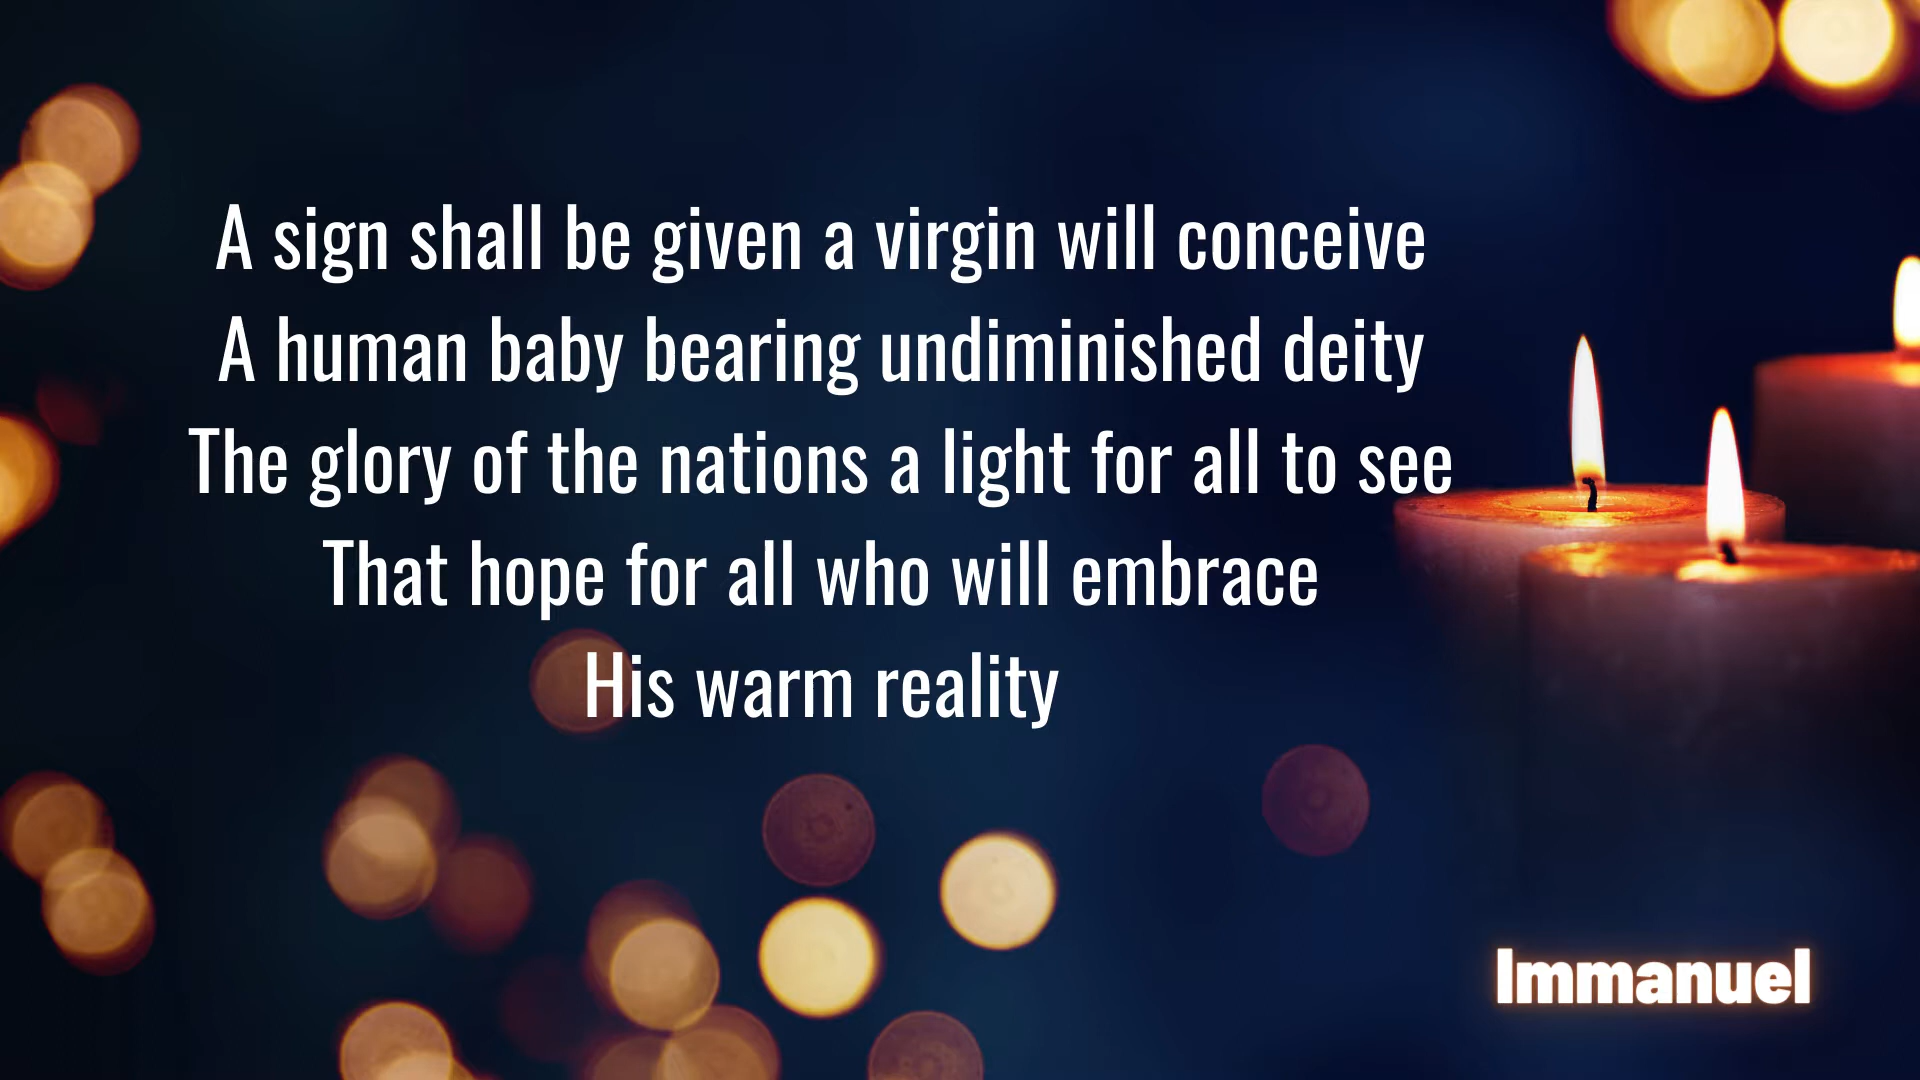 A sign shall be given a virgin will conceive
A human baby bearing undiminished deity
The glory of the nations a light for all to see
That hope for all who will embrace
His warm reality
Immanuel